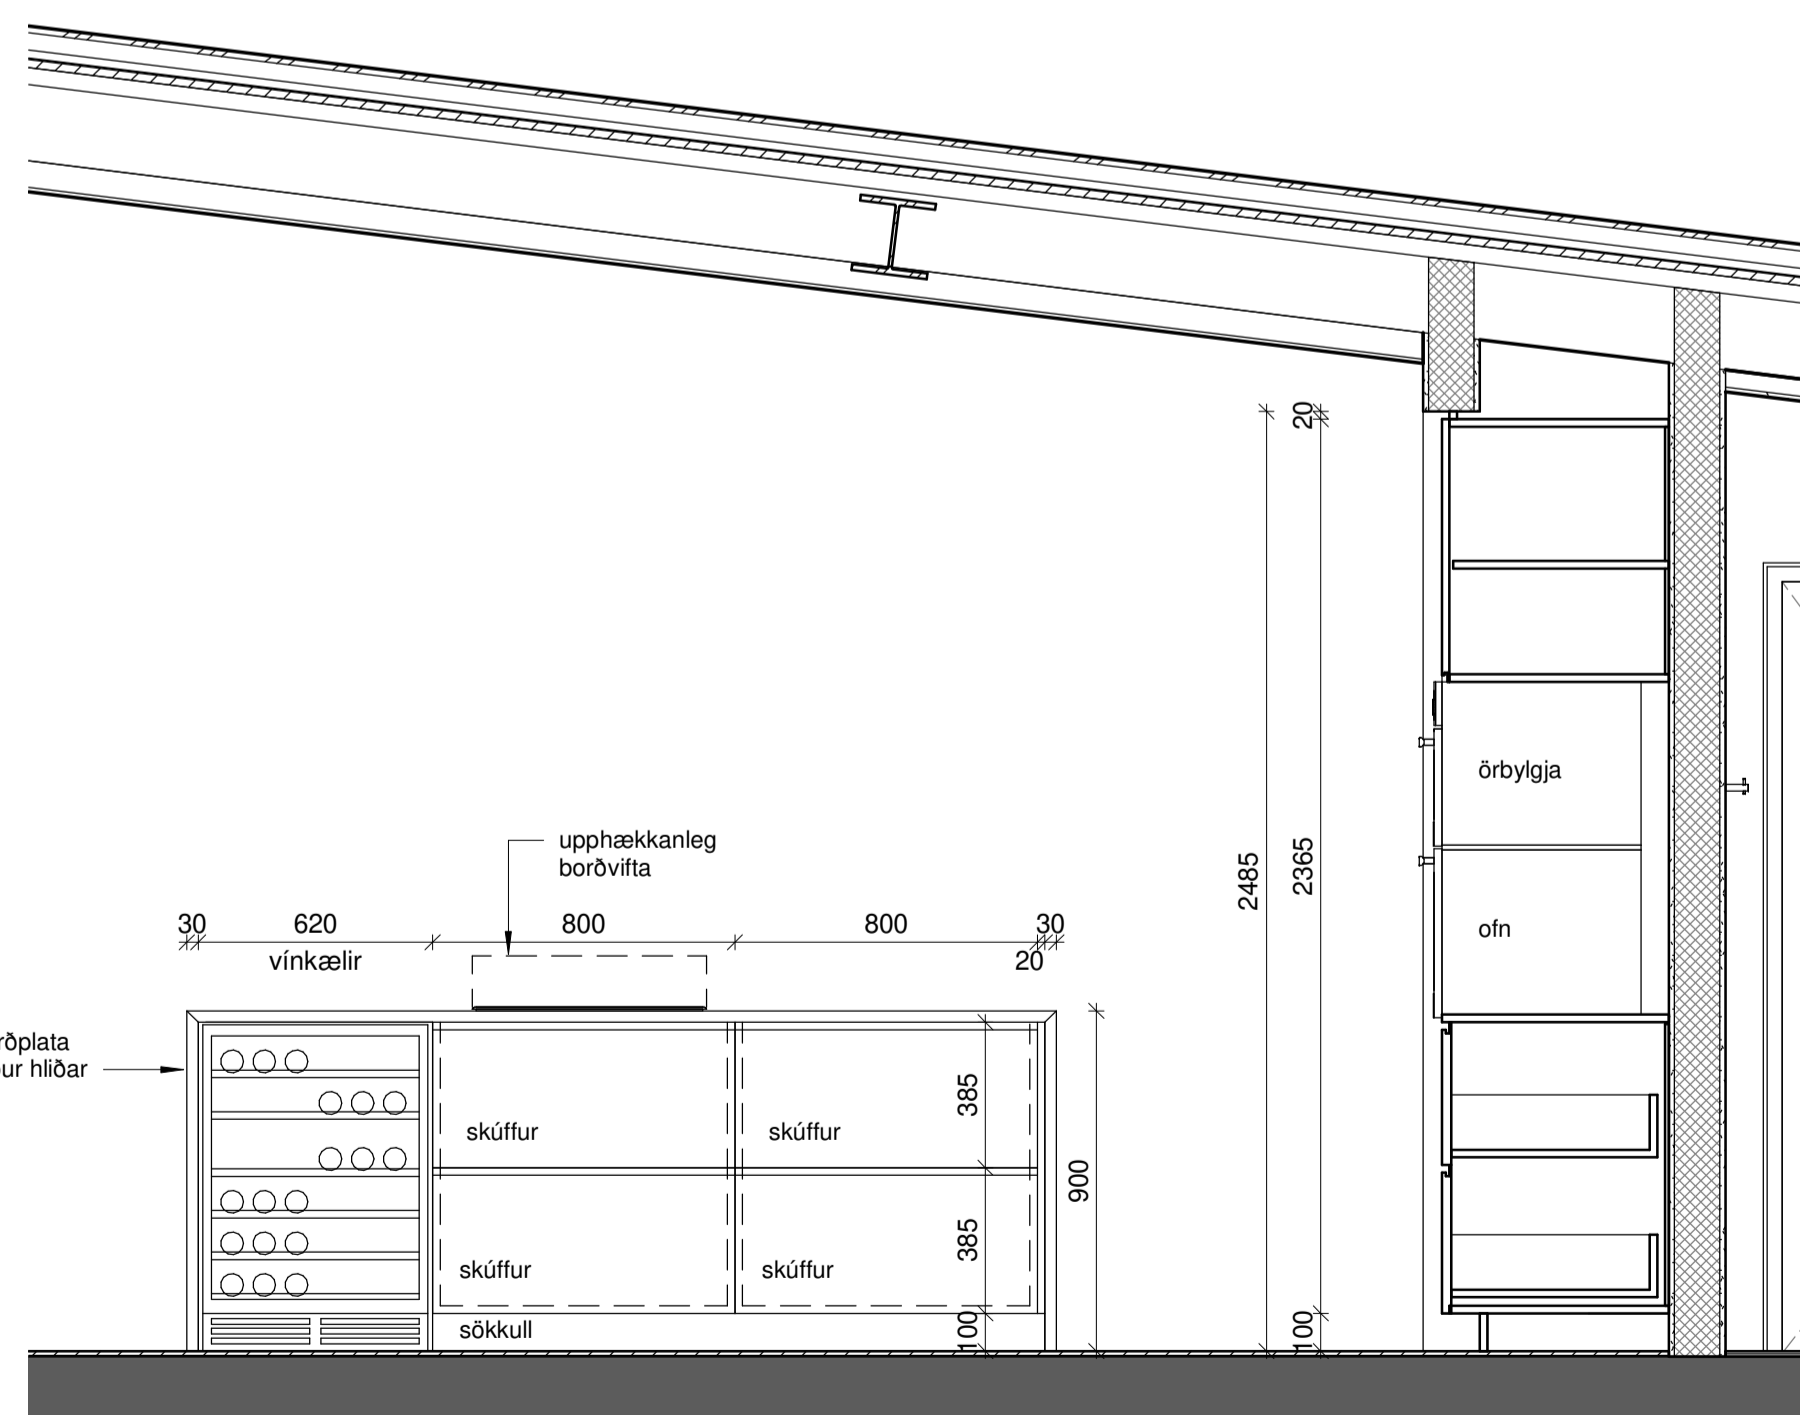 20
örbylgja
upphækkanleg
borðvifta
2485
2365
30
620
800
800
30
ofn
vínkælir
20
rðplata
ur hliðar
385
skúffur
skúffur
900
385
skúffur
skúffur
sökkull
100
100